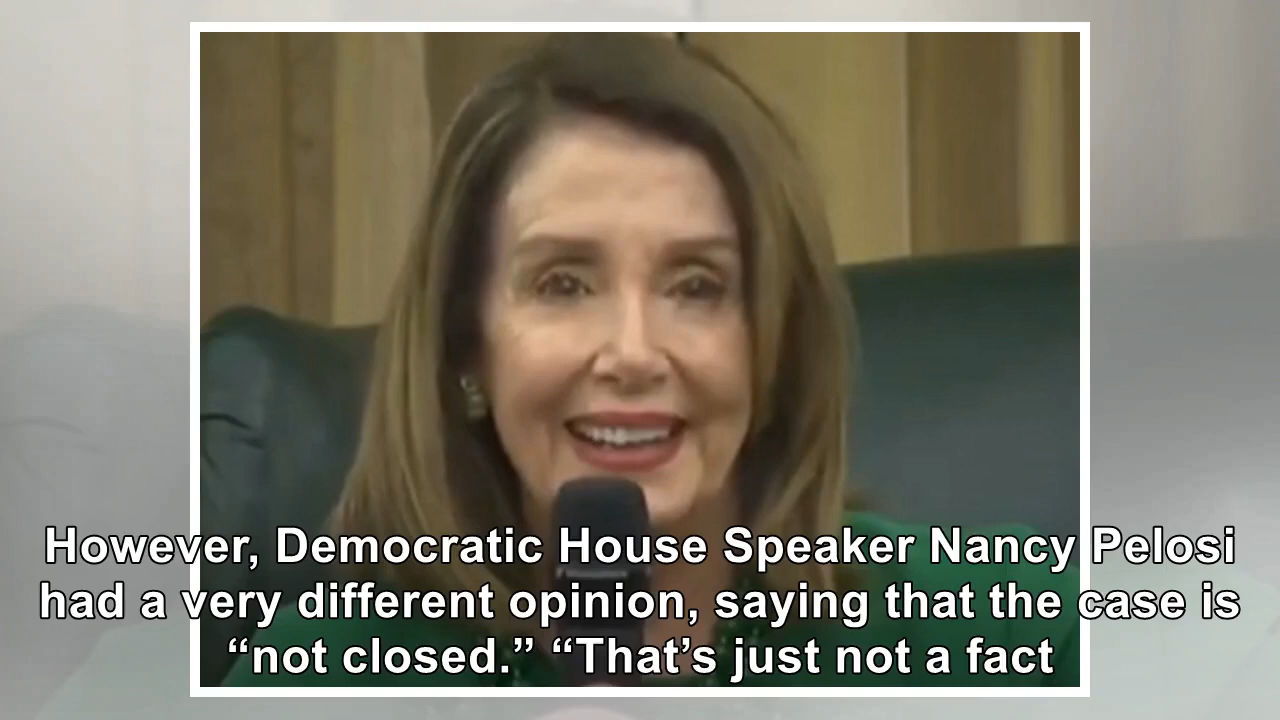 However, Democratic House Speaker Nancy Pelosi
had a very different opinion, saying that the case is
“not closed.” “That’s just not a fact